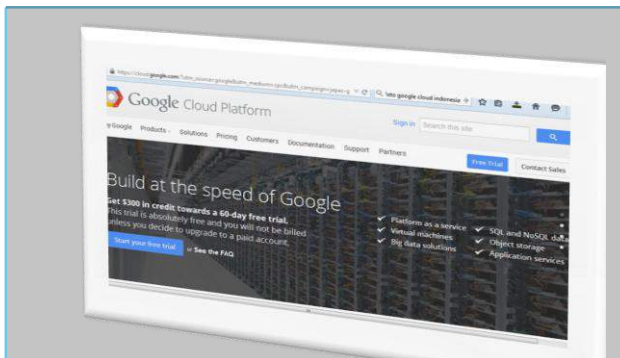 Google Cloud Platform
Sign in
Search this site
Google Products Solutions Pricing Customers Documentation Support Partners
Free Trial
Contact Sales
Build at the speed of Google
Get $300 in credit towards a 60-day free trial.
This trial is absolutely free and you will not be billed
unless you decide to upgrade to a paid account.
Start your free trial or See the FAQ
Platform as a service
Virtual machines
Big data solutions
SQL and NoSQL data
Object storage
Application services